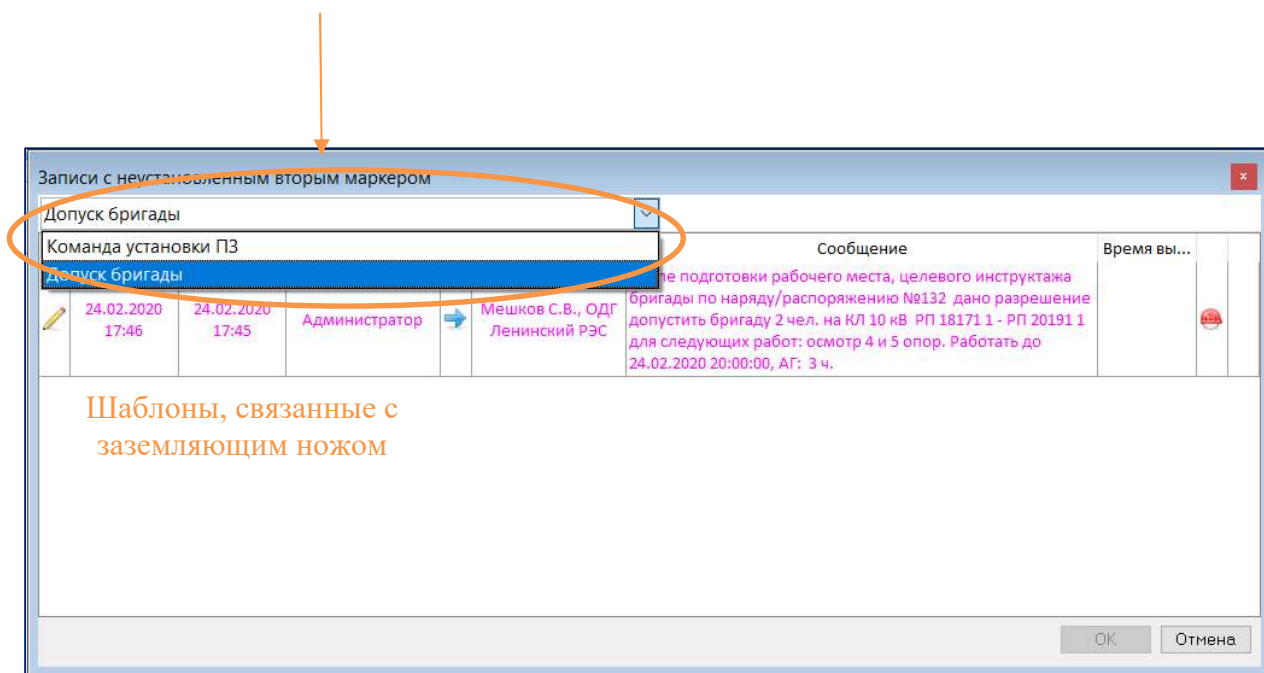 Записи с неустановленным вторым маркером
x
Допуск бригады
Команда установки ПЗ
Допуск бригады
Сообщение
Время вы...
24.02.2020
17:46
24.02.2020
17:45
Администратор
Мешков С.В., ОДГ
Ленинский РЭС
ле подготовки рабочего места, целевого инструктажа
бригады по наряду/распоряжению №132 дано разрешение
допустить бригаду 2 чел. на КЛ 10 кВ РП 18171 1 - РП 20191 1
для следующих работ: осмотр 4 и 5 опор. Работать до
24.02.2020 20:00:00, АГ: 3 ч.
Шаблоны, связанные с
заземляющим ножом
OK
Отмена